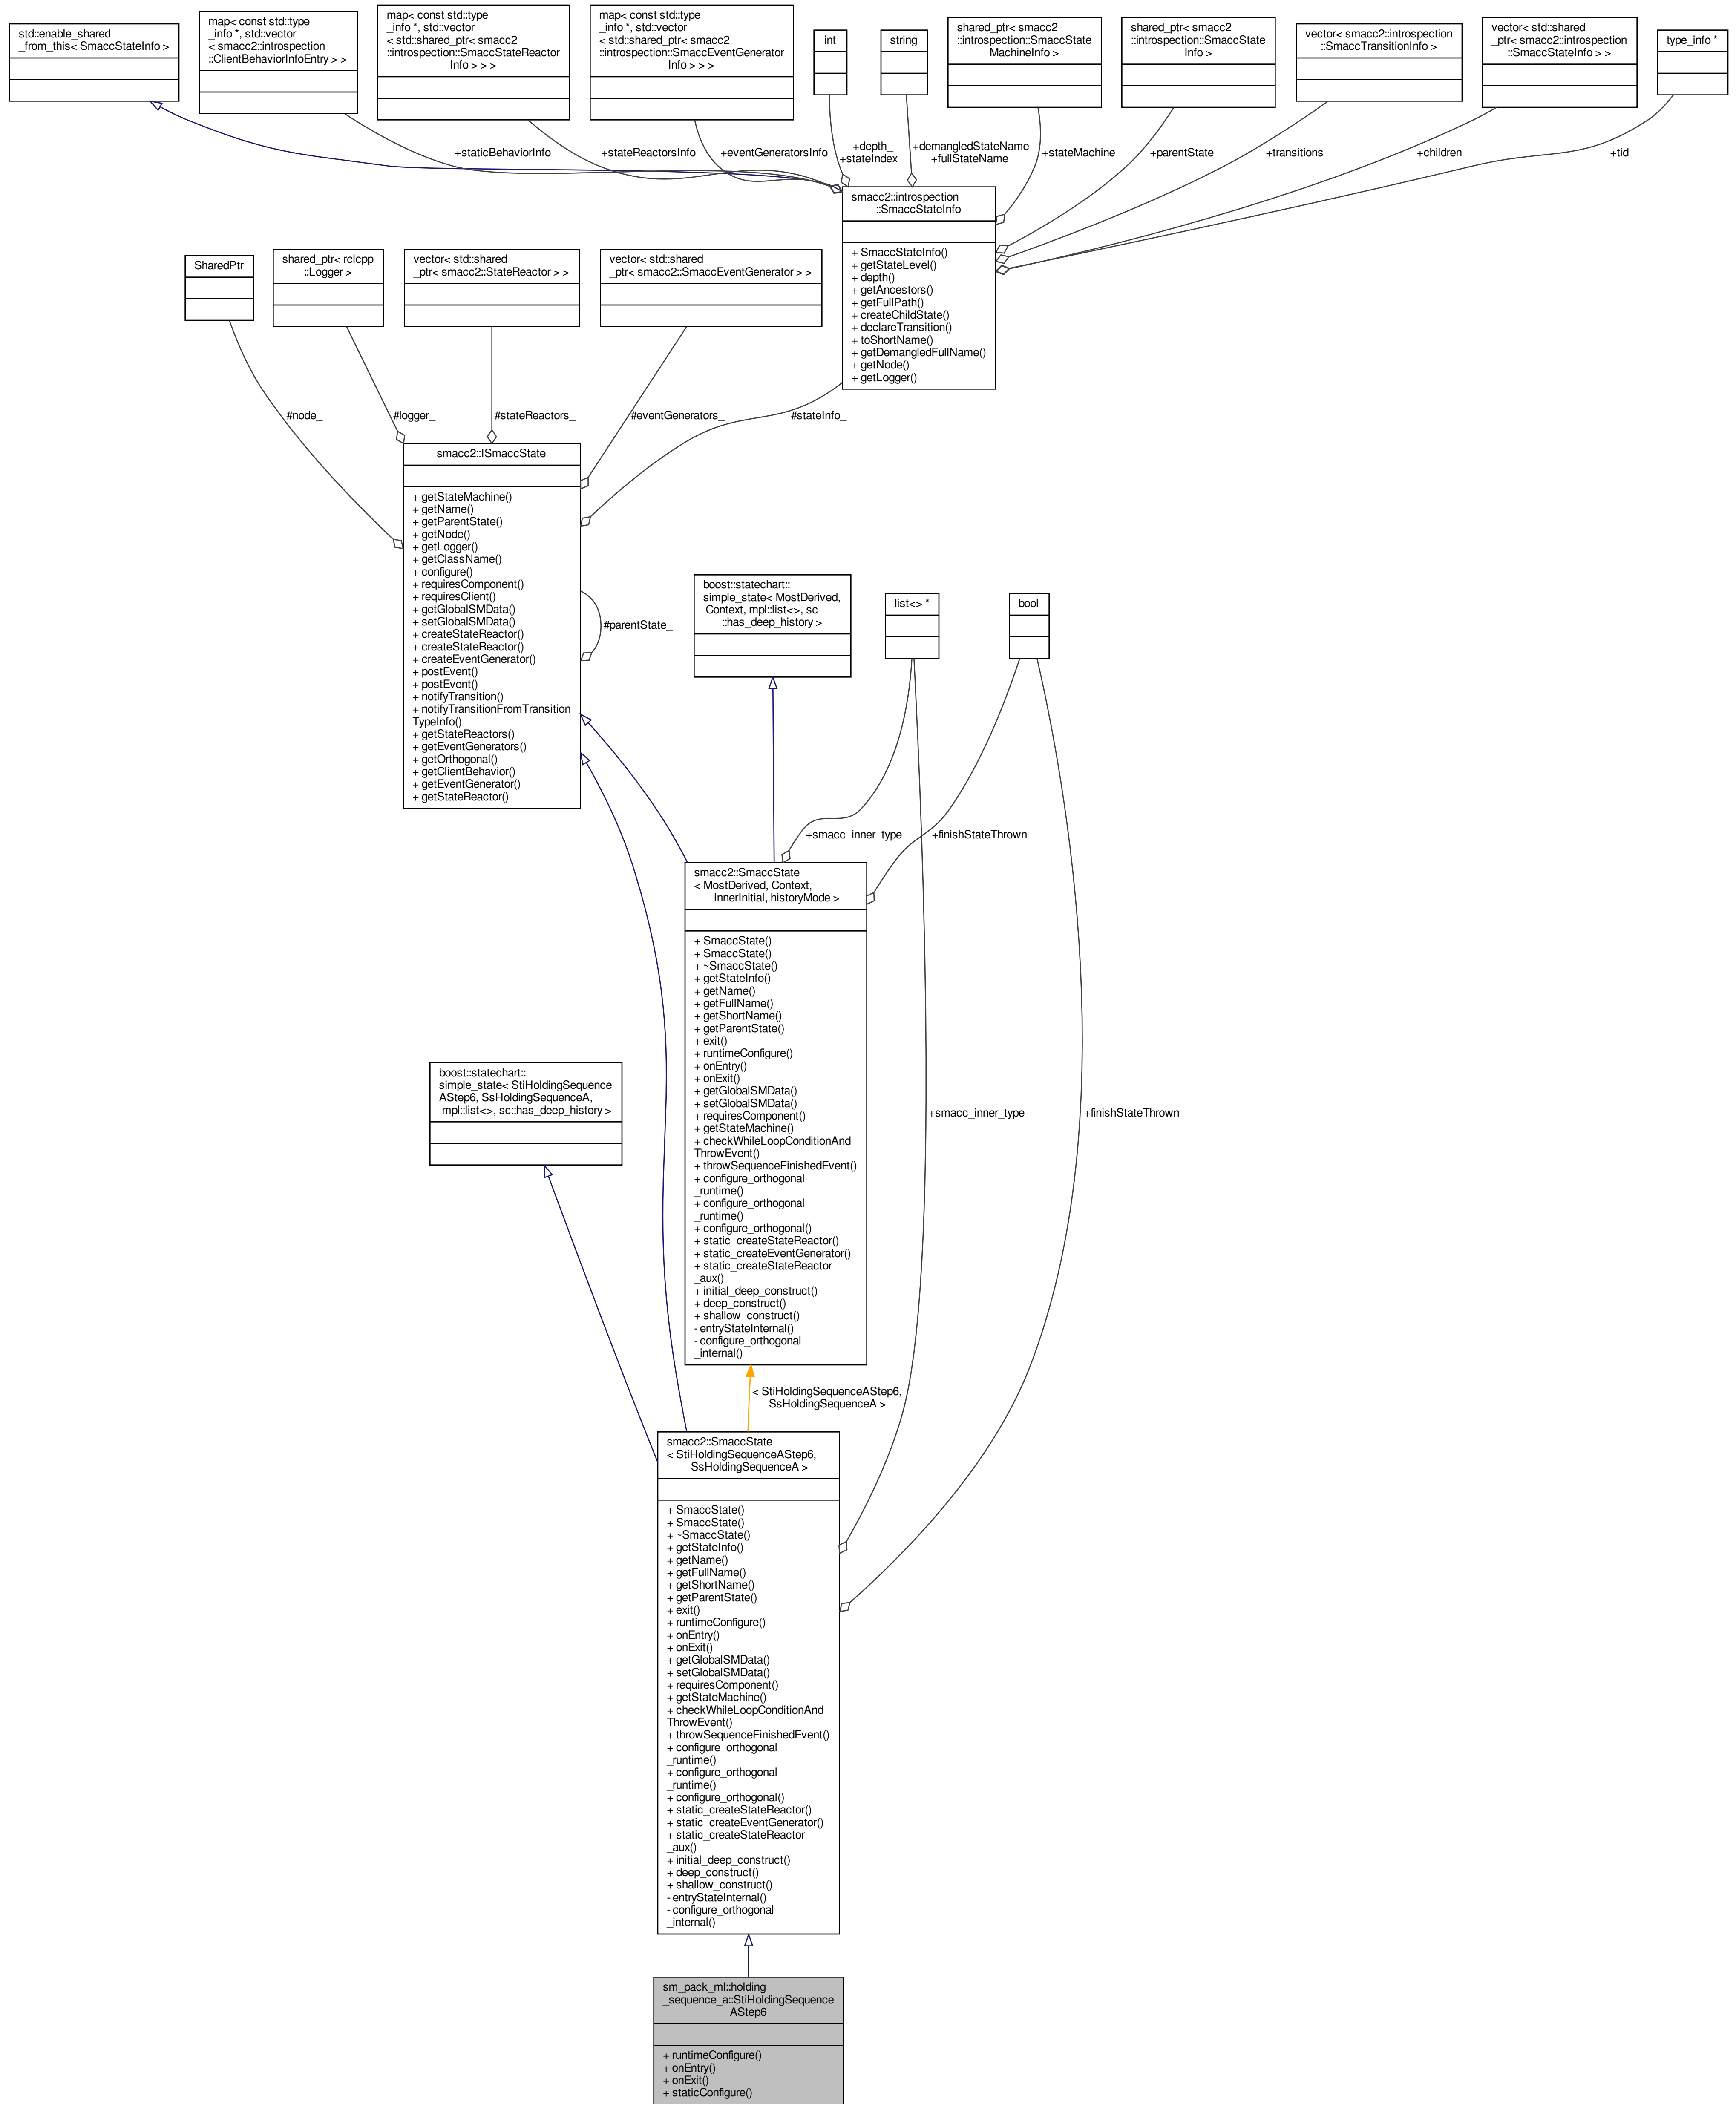 std::enable_shared
_from_this< SmaccStateInfo >
map< const std::type
_info *, std::vector
< smacc2::introspection
::ClientBehaviorInfoEntry > >
map< const std::type
_info *, std::vector
< std::shared_ptr< smacc2
::introspection::SmaccStateReactor
Info > > >
map< const std::type
_info *, std::vector
< std::shared_ptr< smacc2
::introspection::SmaccEventGenerator
Info > > >
int
string
shared_ptr< smacc2
::introspection::SmaccState
MachineInfo >
shared_ptr< smacc2
::introspection::SmaccState
Info >
vector< smacc2::introspection
::SmaccTransitionInfo >
vector< std::shared
_ptr< smacc2::introspection
::SmaccStateInfo > >
type_info *
+staticBehaviorInfo
+stateReactorsInfo
+eventGeneratorsInfo
+depth_
+stateIndex_
+demangledStateName
+fullStateName
+stateMachine_
+parentState_
+transitions_
+children_
+tid_
smacc2::introspection
::SmaccStateInfo
+ SmaccStateInfo()
+ getStateLevel()
+ depth()
+ getAncestors()
+ getFullPath()
+ createChildState()
+ declareTransition()
+ toShortName()
+ getDemangledFullName()
+ getNode()
+ getLogger()
SharedPtr
shared_ptr< rclcpp
::Logger >
vector< std::shared
_ptr< smacc2::StateReactor > >
vector< std::shared
_ptr< smacc2::SmaccEventGenerator > >
#node_
#logger_
#stateReactors_
#eventGenerators_
#stateInfo_
smacc2::ISmaccState
+ getStateMachine()
+ getName()
+ getParentState()
+ getNode()
+ getLogger()
+ getClassName()
+ configure()
+ requiresComponent()
+ requiresClient()
+ getGlobalSMData()
+ setGlobalSMData()
+ createStateReactor()
+ createStateReactor()
+ createEventGenerator()
+ postEvent()
+ postEvent()
+ notifyTransition()
+ notifyTransitionFromTransition
TypeInfo()
+ getStateReactors()
+ getEventGenerators()
+ getOrthogonal()
+ getClientBehavior()
+ getEventGenerator()
+ getStateReactor()
#parentState_
boost::statechart::
simple_state< MostDerived,
Context, mpl::list<>, sc
::has_deep_history >
list<> *
bool
+smacc_inner_type
+finishStateThrown
smacc2::SmaccState
< MostDerived, Context,
InnerInitial, historyMode >
+ SmaccState()
+ SmaccState()
+ ~SmaccState()
+ getStateInfo()
+ getName()
+ getFullName()
+ getShortName()
+ getParentState()
+ exit()
+ runtimeConfigure()
+ onEntry()
+ onExit()
+ getGlobalSMData()
+ setGlobalSMData()
+ requiresComponent()
+ getStateMachine()
+ checkWhileLoopConditionAnd
ThrowEvent()
+ throwSequenceFinishedEvent()
+ configure_orthogonal
_runtime()
+ configure_orthogonal
_runtime()
+ configure_orthogonal()
+ static_createStateReactor()
+ static_createEventGenerator()
+ static_createStateReactor
_aux()
+ initial_deep_construct()
+ deep_construct()
+ shallow_construct()
- entryStateInternal()
- configure_orthogonal
_internal()
boost::statechart::
simple_state< StiHoldingSequence
AStep6, SsHoldingSequenceA,
mpl::list<>, sc::has_deep_history >
+smacc_inner_type
+finishStateThrown
< StiHoldingSequenceAStep6,
SsHoldingSequenceA >
smacc2::SmaccState
< StiHoldingSequenceAStep6,
SsHoldingSequenceA >
+ SmaccState()
+ SmaccState()
+ ~SmaccState()
+ getStateInfo()
+ getName()
+ getFullName()
+ getShortName()
+ getParentState()
+ exit()
+ runtimeConfigure()
+ onEntry()
+ onExit()
+ getGlobalSMData()
+ setGlobalSMData()
+ requiresComponent()
+ getStateMachine()
+ checkWhileLoopConditionAnd
ThrowEvent()
+ throwSequenceFinishedEvent()
+ configure_orthogonal
_runtime()
+ configure_orthogonal
_runtime()
+ configure_orthogonal()
+ static_createStateReactor()
+ static_createEventGenerator()
+ static_createStateReactor
_aux()
+ initial_deep_construct()
+ deep_construct()
+ shallow_construct()
- entryStateInternal()
- configure_orthogonal
_internal()
sm_pack_ml::holding
_sequence_a::StiHoldingSequence
AStep6
+ runtimeConfigure()
+ onEntry()
+ onExit()
+ staticConfigure()